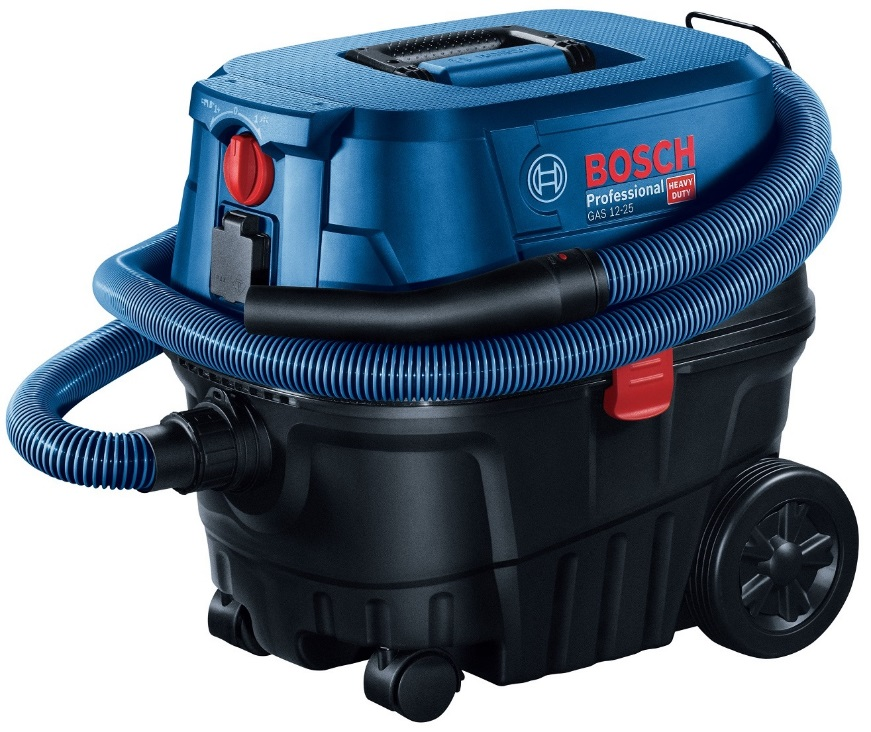 BOSCH
Professional
HEAVY
DUTY
GAS 12-25